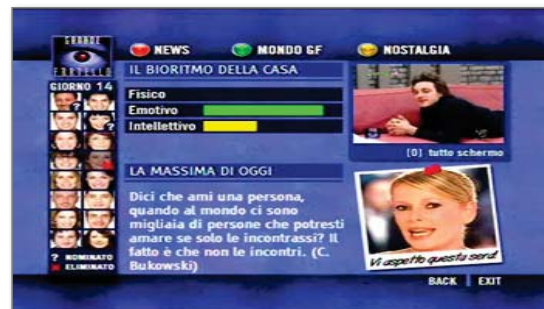 GRANDE
FRATELLO
NEWS
MONDO GF
NOSTALGIA
GIORNO 14
? NOMINATO
ELIMINATO
IL BIORITMO DELLA CASA
Fisico
Emotivo
Intellettivo
[0] tutto schermo
LA MASSIMA DI OGGI
Dici che ami una persona,
quando al mondo ci sono
migliaia di persone che potresti
amare se solo le incontrassi? Il
fatto è che non le incontri. (C.
Bukowski)
Vi aspetto questa sera!
BACK
EXIT